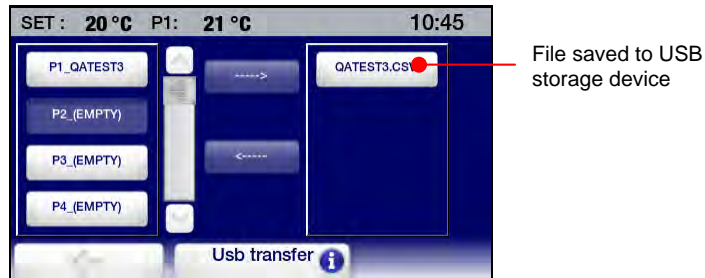 SET : 20 °C P1: 21 °C 10:45
P1_QATEST3
----->
QATEST3.CSV
File saved to USB
storage device
P2_(EMPTY)
P3_(EMPTY)
<-----
P4_(EMPTY)
<--
Usb transfer i